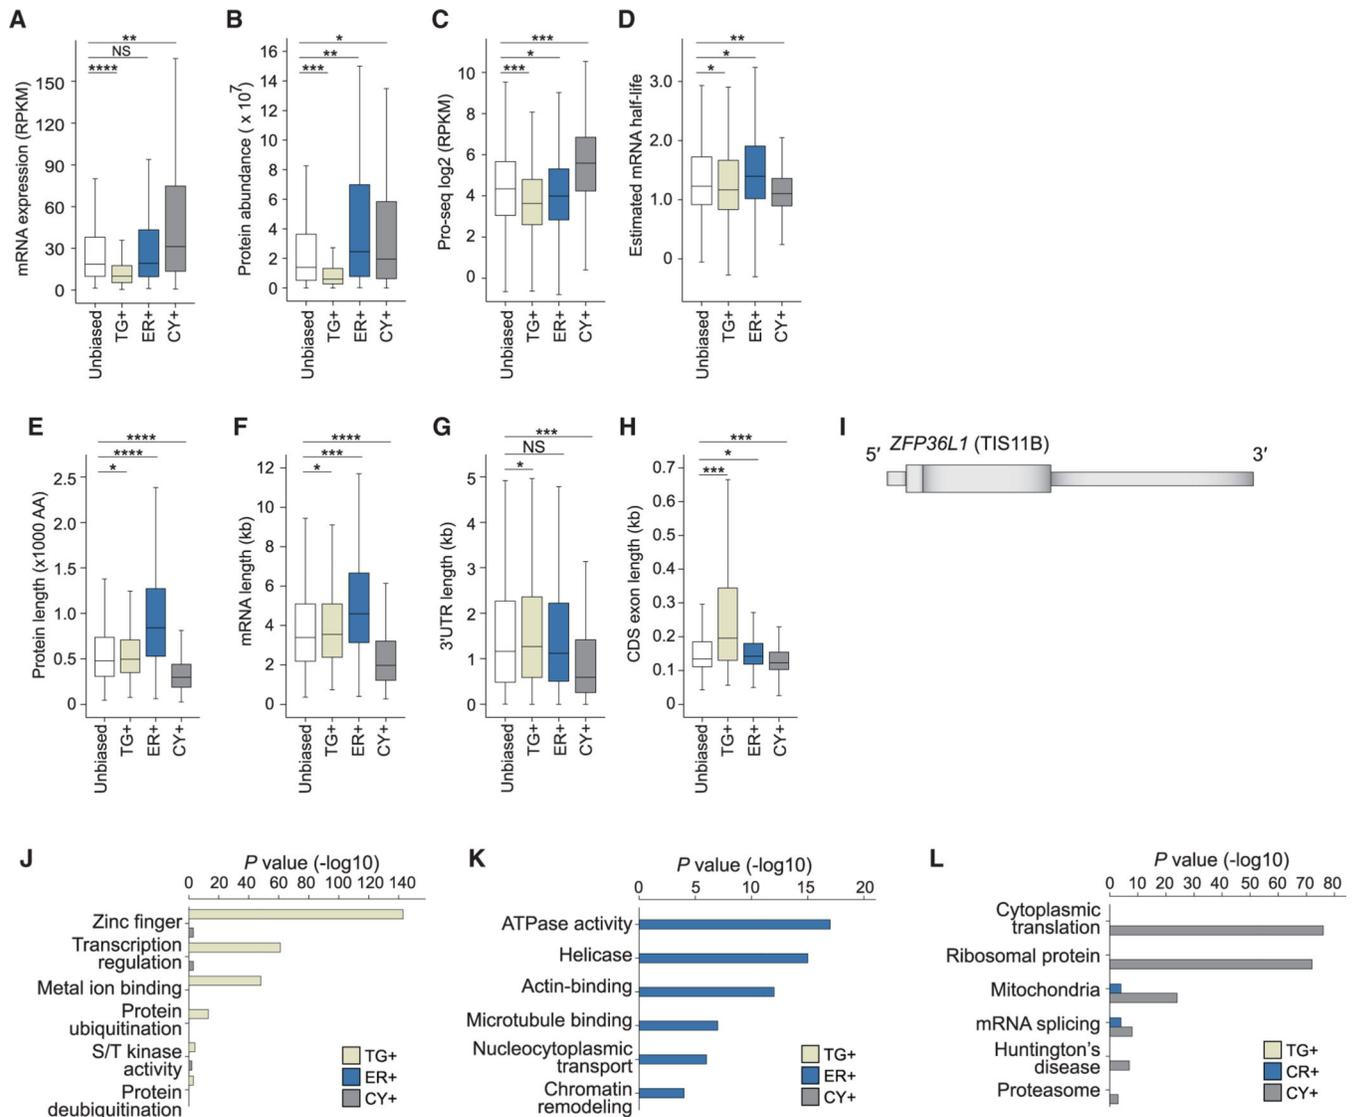 A
**
NS
****
mRNA expression (RPKM)
150
120
90
60
30
0
Unbiased
TG+
ER+
CY+
B
*
**
***
Protein abundance ( x 10⁷)
16
14
12
10
8
6
4
2
0
Unbiased
TG+
ER+
CY+
C
***
*
***
Pro-seq log2 (RPKM)
10
8
6
4
2
0
Unbiased
TG+
ER+
CY+
D
**
*
*
Estimated mRNA half-life
3.0
2.0
1.0
0
Unbiased
TG+
ER+
CY+
E
****
****
*
Protein length (x1000 AA)
2.5
2.0
1.5
1.0
0.5
0
Unbiased
TG+
ER+
CY+
F
****
***
*
mRNA length (kb)
12
10
8
6
4
2
0
Unbiased
TG+
ER+
CY+
G
***
NS
*
3'UTR length (kb)
5
4
3
2
1
0
Unbiased
TG+
ER+
CY+
H
***
*
***
CDS exon length (kb)
0.7
0.6
0.5
0.4
0.3
0.2
0.1
0
Unbiased
TG+
ER+
CY+
I
ZFP36L1 (TIS11B)
5′
3′
J
P value (-log10)
0 20 40 60 80 100 120 140
Zinc finger
Transcription
regulation
Metal ion binding
Protein
ubiquitination
S/T kinase
activity
Protein
deubiquitination
TG+
ER+
CY+
K
P value (-log10)
0 5 10 15 20
ATPase activity
Helicase
Actin-binding
Microtubule binding
Nucleocytoplasmic
transport
Chromatin
remodeling
TG+
ER+
CY+
L
P value (-log10)
0 10 20 30 40 50 60 70 80
Cytoplasmic
translation
Ribosomal protein
Mitochondria
mRNA splicing
Huntington's
disease
Proteasome
TG+
CR+
CY+